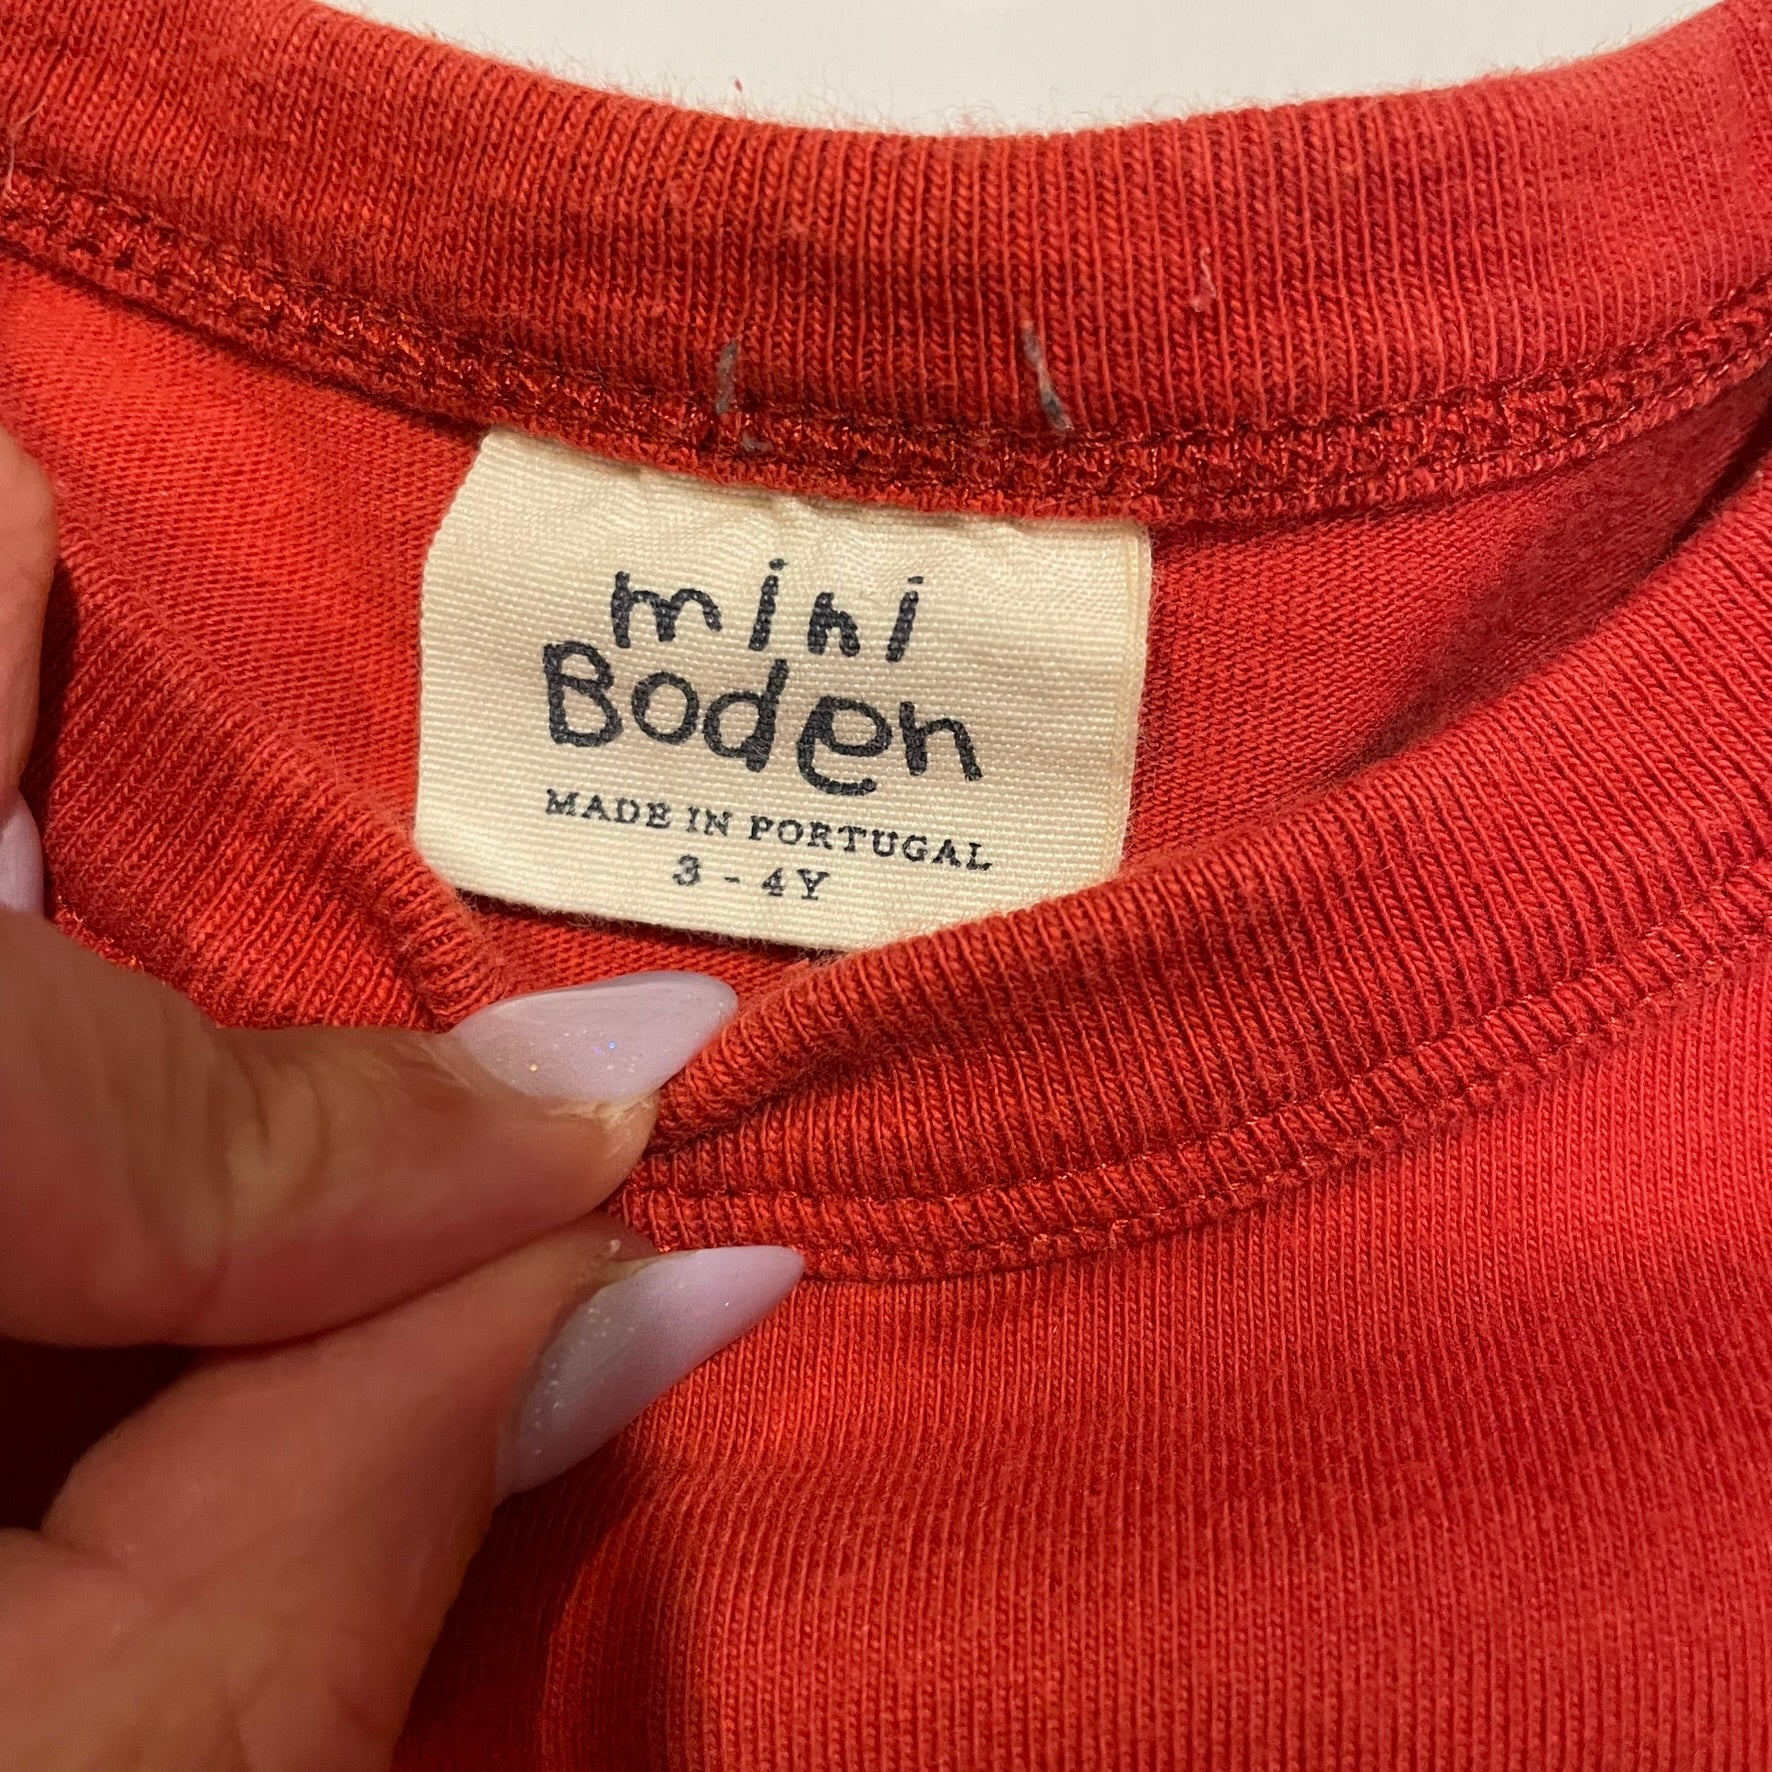 mini
Boden
MADE IN PORTUGAL
3 - 4Y